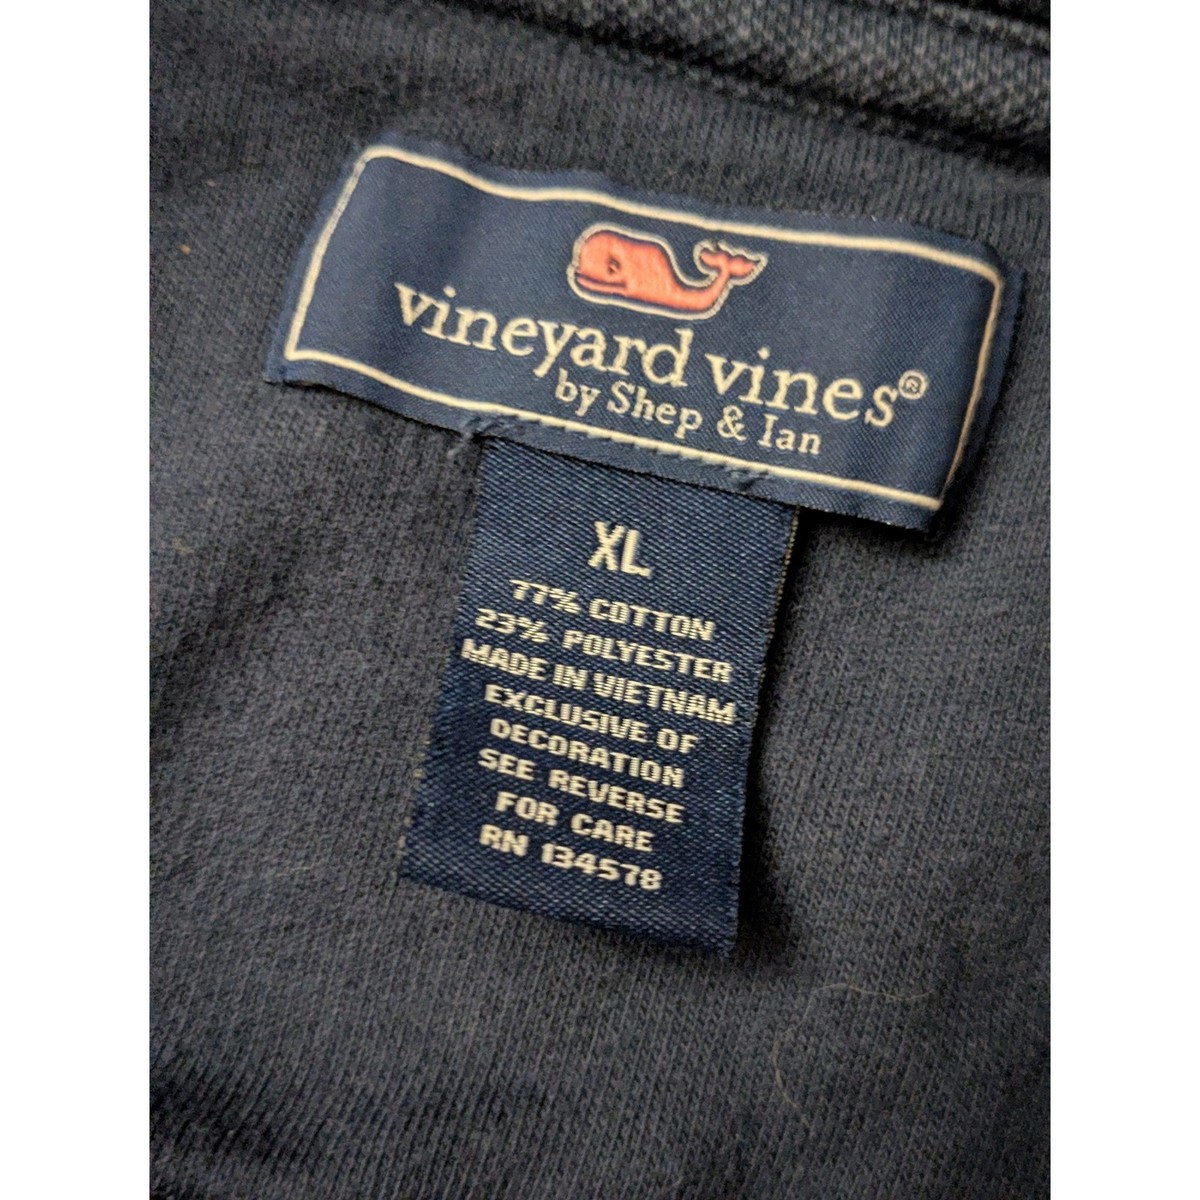 vineyard vines®
by Shep & Ian
XL
77% COTTON
23% POLYESTER
MADE IN VIETNAM
EXCLUSIVE OF
DECORATION
SEE REVERSE
FOR CARE
RN 134578